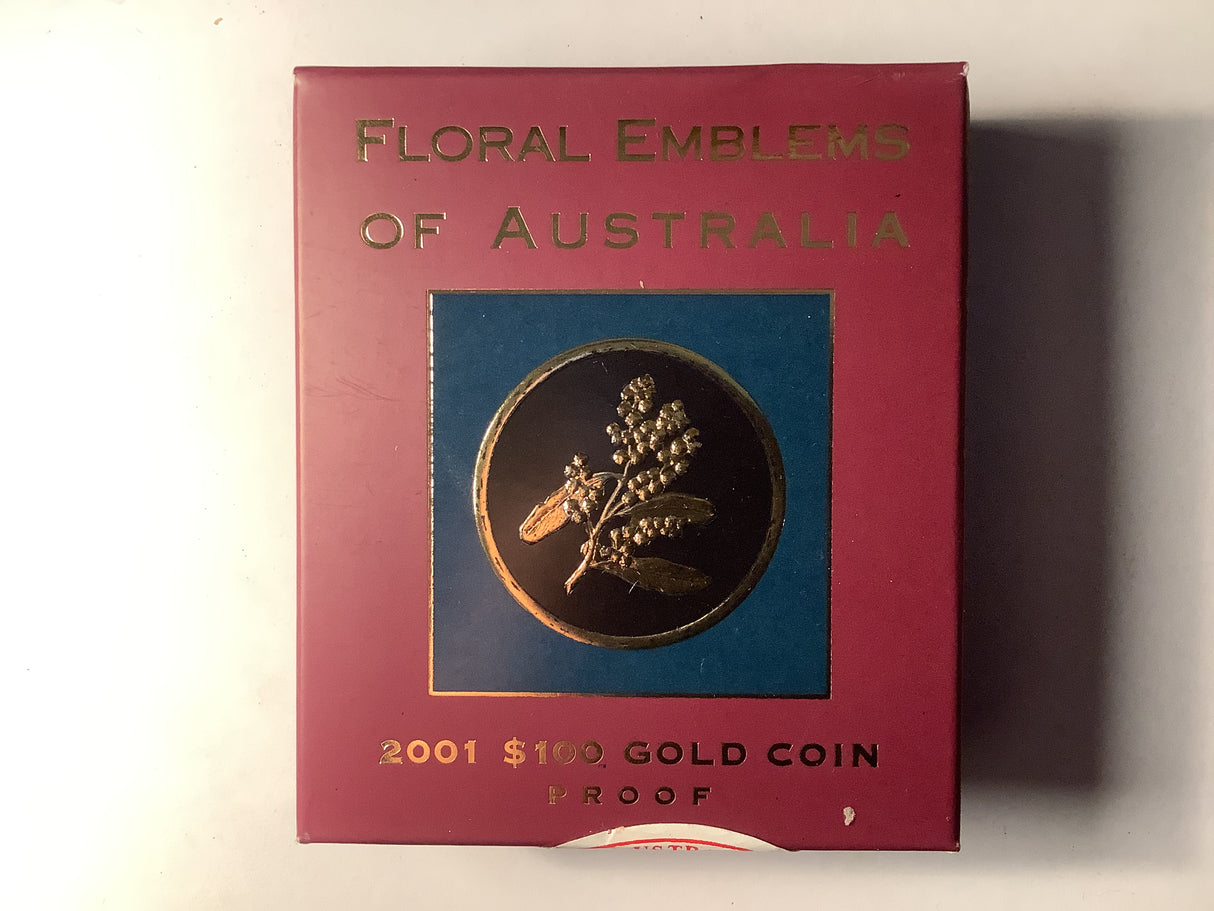 FLORAL EMBLEMS
OF AUSTRALIA
2001 $100 GOLD COIN
PROOF